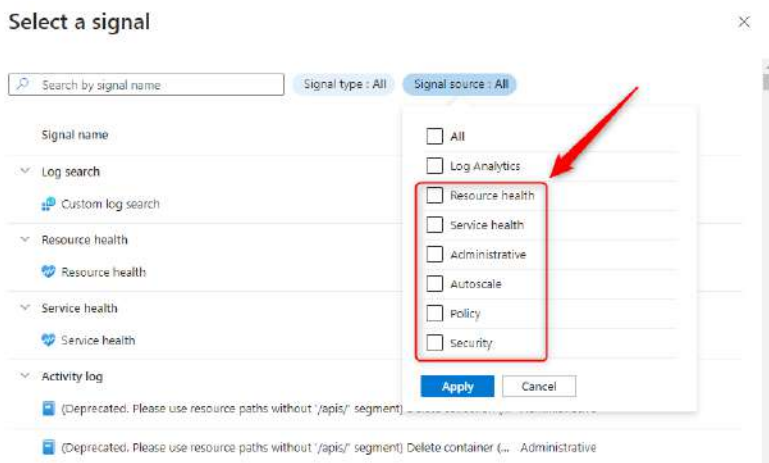 Select a signal
Search by signal name
Signal type : All
Signal source : All
Signal name
Log search
Custom log search
Resource health
Resource health
Service health
Service health
Activity log
(Deprecated. Please use resource paths without '/apis/' segment) Delete collection (... Administrative
(Deprecated. Please use resource paths without '/apis/' segment) Delete container (... Administrative
All
Log Analytics
Resource health
Service health
Administrative
Autoscale
Policy
Security
Apply
Cancel